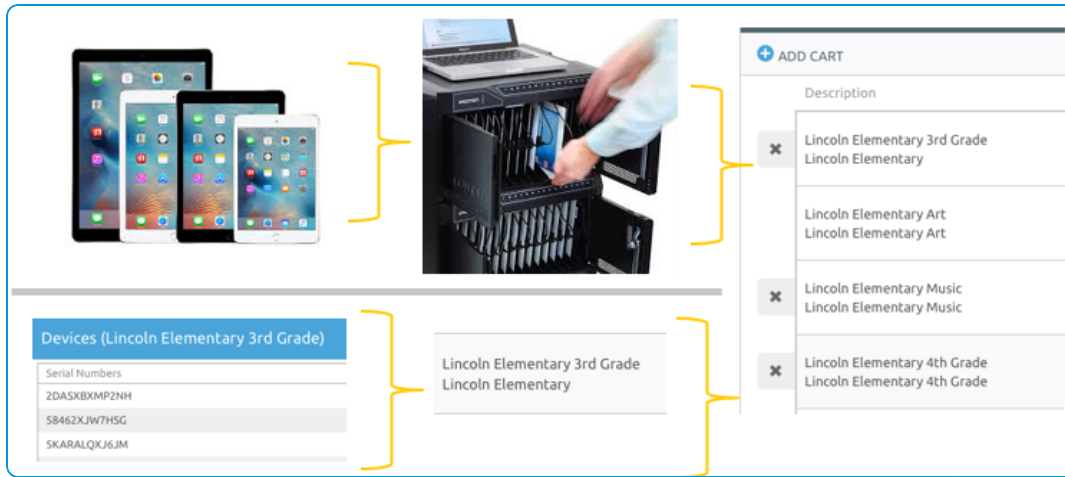 ADD CART
Description
Lincoln Elementary 3rd Grade
Lincoln Elementary
Lincoln Elementary Art
Lincoln Elementary Art
Lincoln Elementary Music
Lincoln Elementary Music
Lincoln Elementary 4th Grade
Lincoln Elementary 4th Grade
Devices (Lincoln Elementary 3rd Grade)
Serial Numbers
2DASXBXMP2NH
58462XJW7HSG
5KARALQXJ6JM
Lincoln Elementary 3rd Grade
Lincoln Elementary